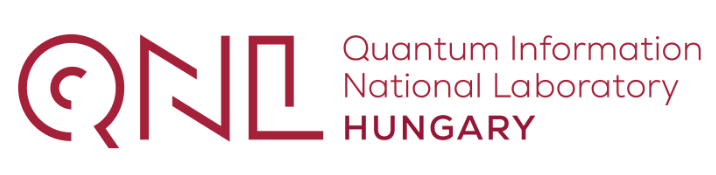 QNL
Quantum Information
National Laboratory
HUNGARY